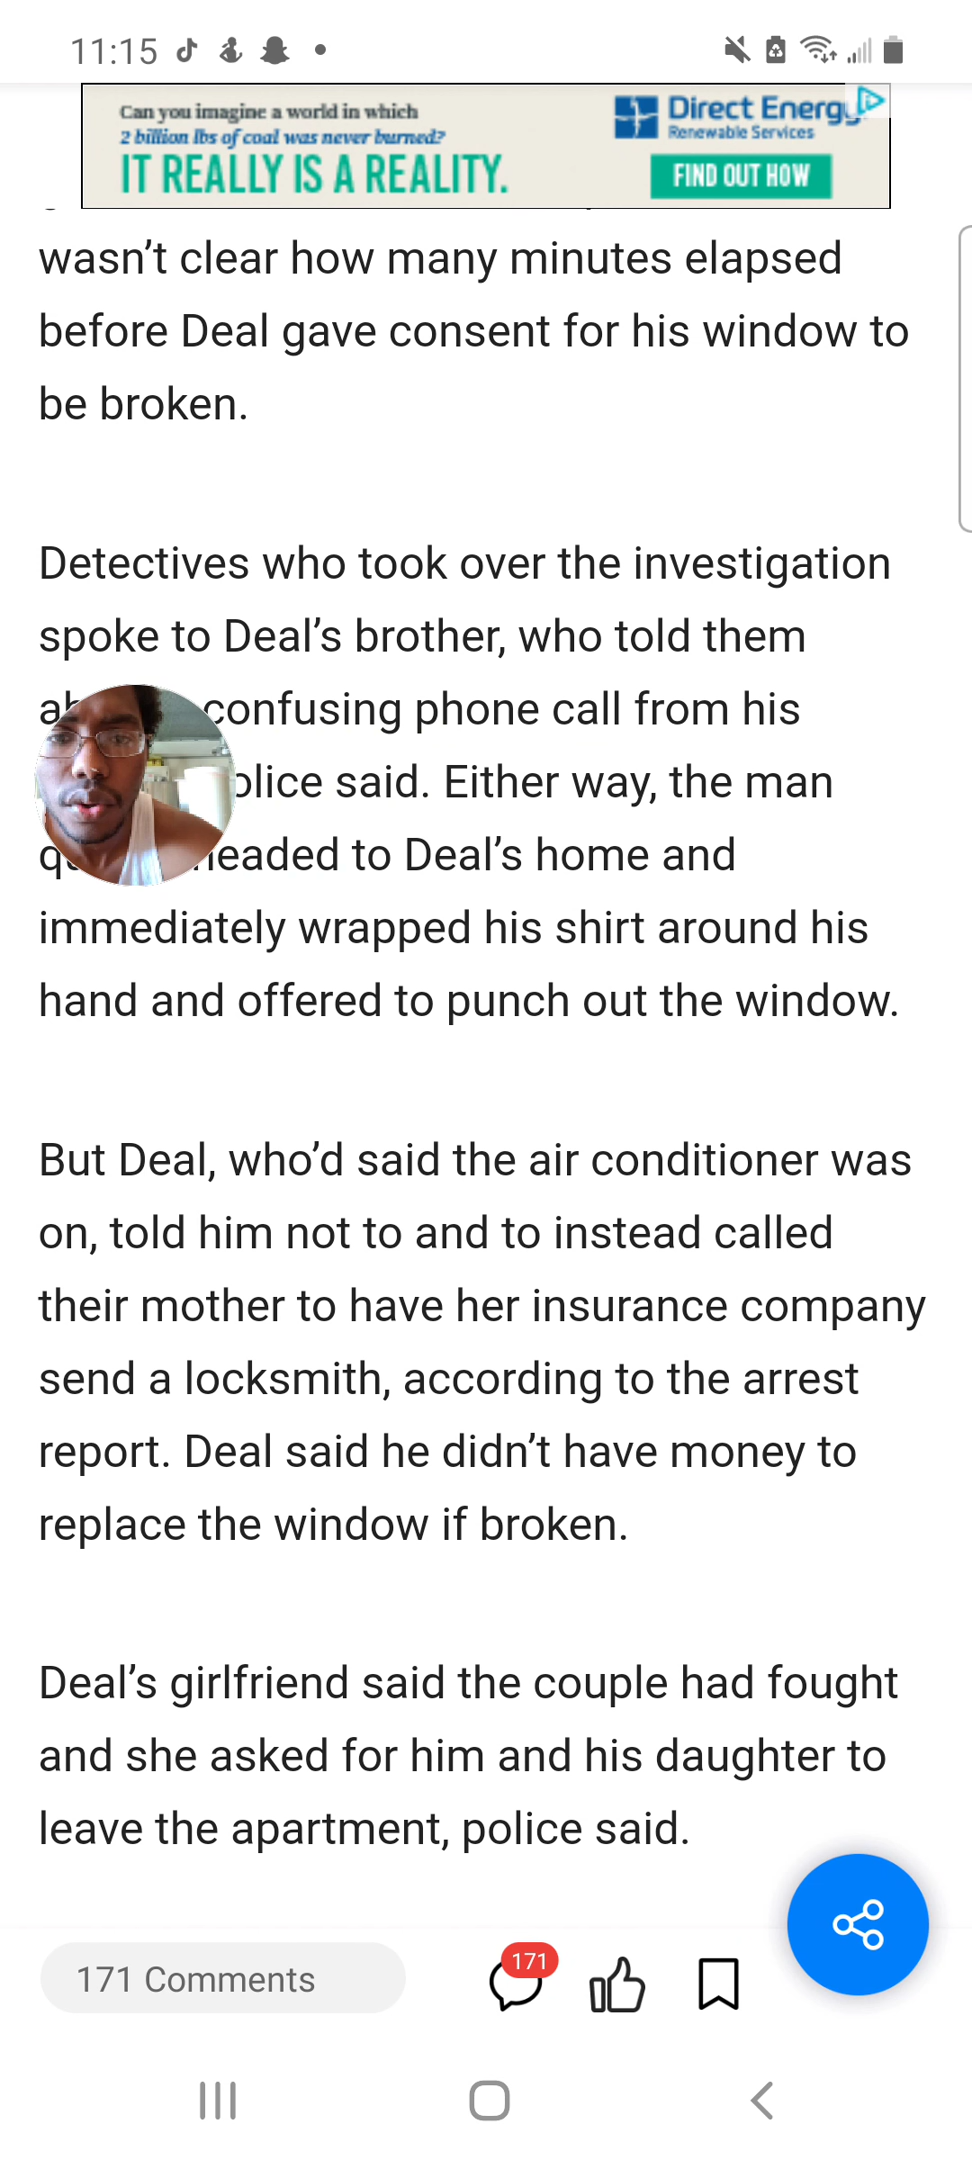 11:15
Can you imagine a world in which
2 billion lbs of coal was never burned?
IT REALLY IS A REALITY.
Direct Energy
Renewable Services
FIND OUT HOW
wasn’t clear how many minutes elapsed
before Deal gave consent for his window to
be broken.
Detectives who took over the investigation
spoke to Deal’s brother, who told them
confusing phone call from his
said. Either way, the man
to Deal’s home and
immediately wrapped his shirt around his
hand and offered to punch out the window.
But Deal, who’d said the air conditioner was
on, told him not to and to instead called
their mother to have her insurance company
send a locksmith, according to the arrest
report. Deal said he didn’t have money to
replace the window if broken.
Deal’s girlfriend said the couple had fought
and she asked for him and his daughter to
leave the apartment, police said.
171 Comments
171